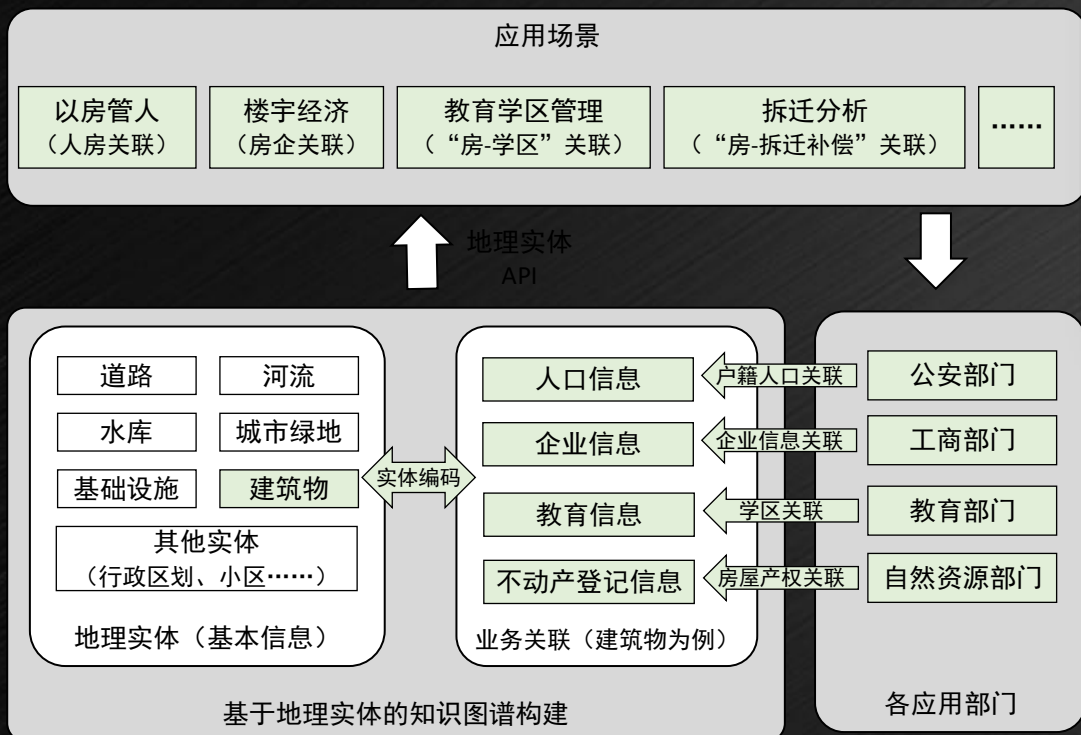 应用场景
以房管人
（人房关联）
楼宇经济
（房企关联）
教育学区管理
（“房-学区”关联）
拆迁分析
（“房-拆迁补偿”关联）
……
地理实体
API
道路
河流
水库
城市绿地
基础设施
建筑物
其他实体
（行政区划、小区……）
地理实体（基本信息）
实体编码
人口信息
企业信息
教育信息
不动产登记信息
业务关联（建筑物为例）
基于地理实体的知识图谱构建
户籍人口关联
企业信息关联
学区关联
房屋产权关联
公安部门
工商部门
教育部门
自然资源部门
各应用部门